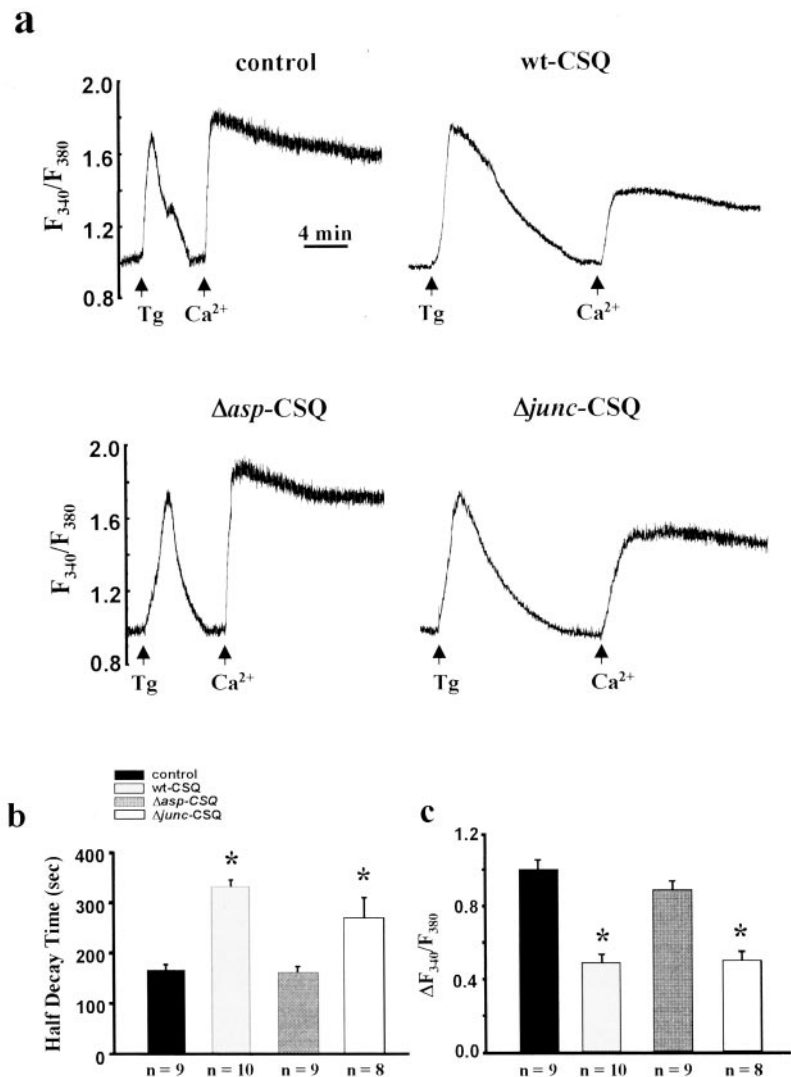 a
control
wt-CSQ
2.0
1.6
1.2
0.8
F340/F380
4 min
Tg
Ca2+
Tg
Ca2+
Δasp-CSQ
Δjunc-CSQ
2.0
1.6
1.2
0.8
F340/F380
Tg
Ca2+
Tg
Ca2+
control
wt-CSQ
Δasp-CSQ
Δjunc-CSQ
b
400
300
200
100
0
Half Decay Time (sec)
*
*
n = 9
n = 10
n = 9
n = 8
c
1.2
0.8
0.4
0.0
ΔF340/F380
*
*
n = 9
n = 10
n = 9
n = 8